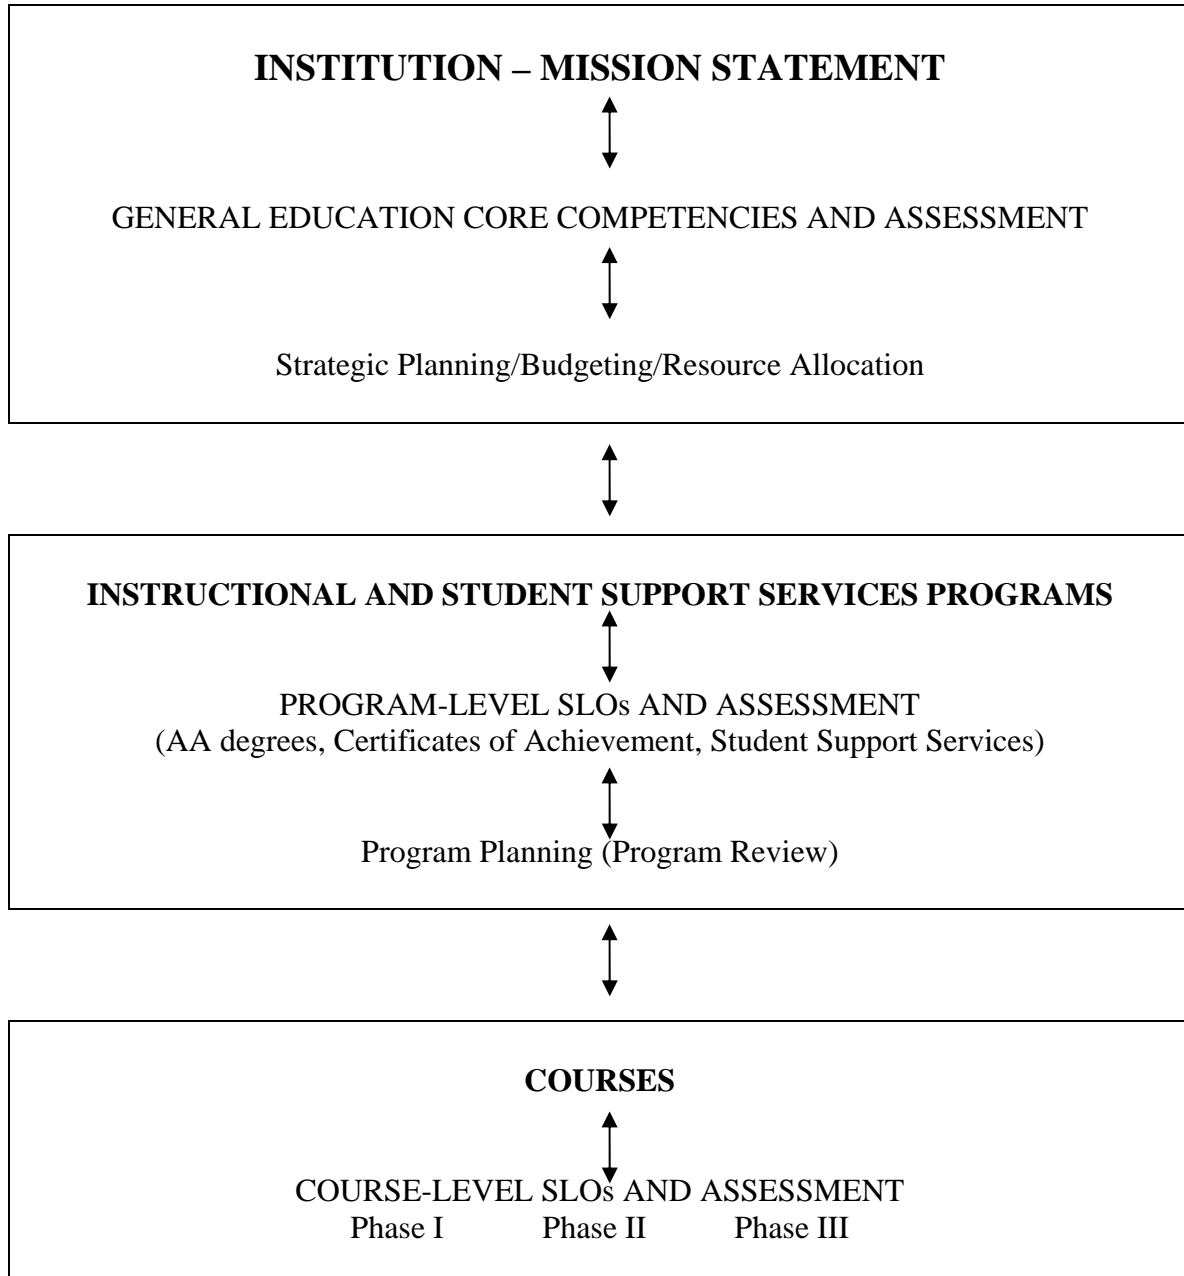 INSTITUTION – MISSION STATEMENT
GENERAL EDUCATION CORE COMPETENCIES AND ASSESSMENT
Strategic Planning/Budgeting/Resource Allocation
INSTRUCTIONAL AND STUDENT SUPPORT SERVICES PROGRAMS
PROGRAM-LEVEL SLOs AND ASSESSMENT
(AA degrees, Certificates of Achievement, Student Support Services)
Program Planning (Program Review)
COURSES
COURSE-LEVEL SLOs AND ASSESSMENT
Phase I Phase II Phase III